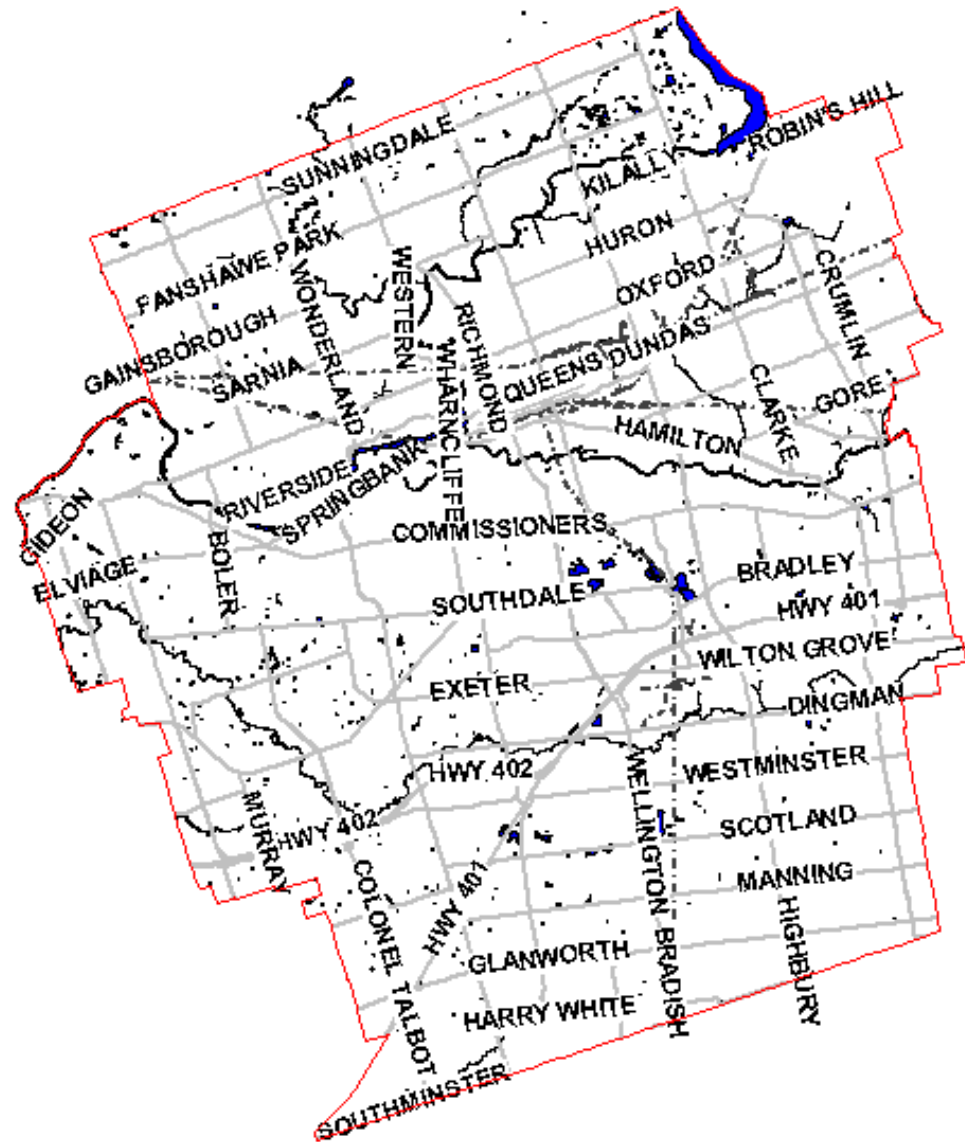 ROBIN'S HILL
SUNNINGDALE
KILALLY
HURON
FANSHAWE PARK
WESTERN
WONDERLAND
OXFORD
CRUMLIN
GAINSBOROUGH
RICHMOND
SARNIA
WHARNCLIFFE
QUEENS
DUNDAS
CLARKE
GORE
HAMILTON
RIVERSIDE
SPRINGBANK
GIDEON
COMMISSIONERS
ELVIAGE
BOLER
BRADLEY
SOUTHDALE
HWY 401
WILTON GROVE
EXETER
DINGMAN
HWY 402
WESTMINSTER
WELLINGTON
MURRAY
HWY 402
SCOTLAND
COLONEL TALBOT
HWY 401
MANNING
HIGHBURY
BRADISH
GLANWORTH
HARRY WHITE
SOUTHMINSTER